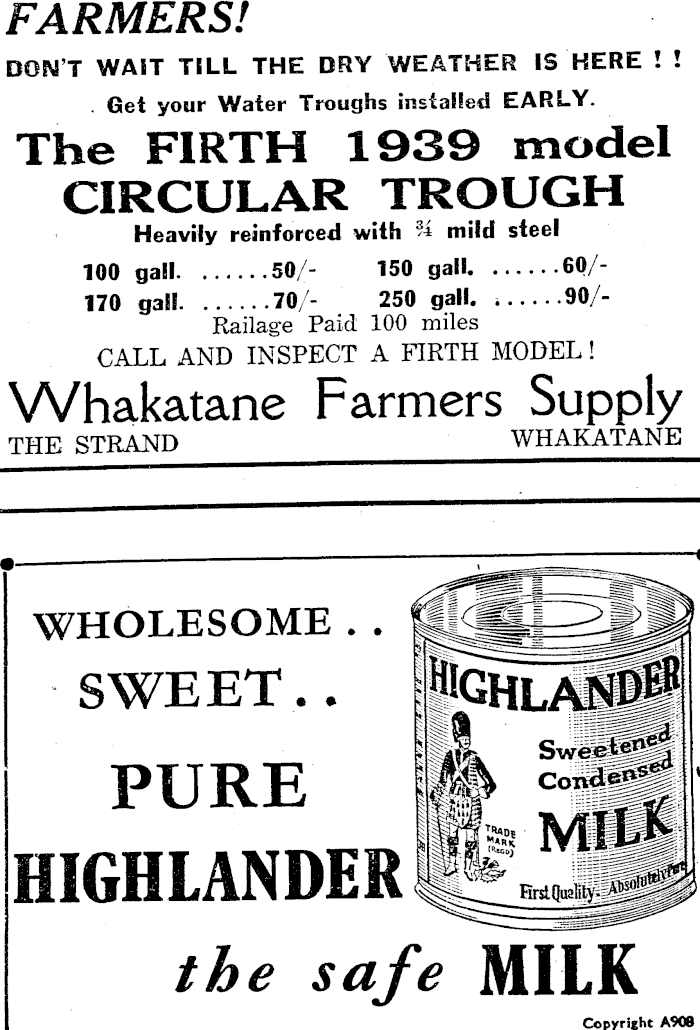 FARMERS!
DON'T WAIT TILL THE DRY WEATHER IS HERE ! !
Get your Water Troughs installed EARLY.
The FIRTH 1939 model
CIRCULAR TROUGH
Heavily reinforced with ¾ mild steel
100 gall. ......50/- 150 gall. ......60/-
170 gall. ......70/- 250 gall. ......90/-
Railage Paid 100 miles
CALL AND INSPECT A FIRTH MODEL!
Whakatane Farmers Supply
THE STRAND WHAKATANE
WHOLESOME . .
SWEET . .
PURE
HIGHLANDER
the safe MILK
HIGHLANDER
Sweetened
Condensed
MILK
TRADE
MARK
(REGD)
First Quality. Absolutely Pure
Copyright A908